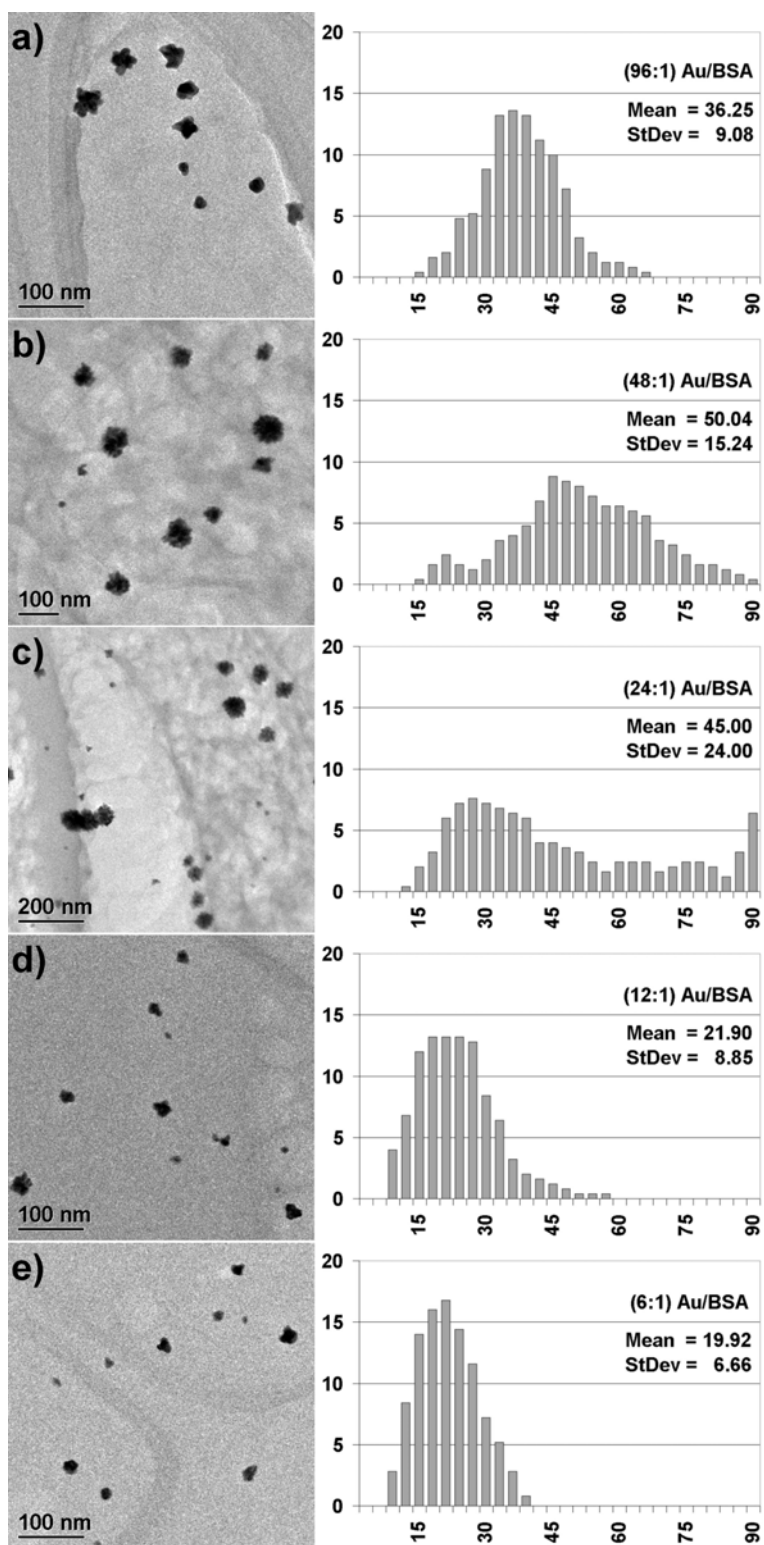 a)
100 nm
20
15
10
5
0
(96:1) Au/BSA
Mean = 36.25
StDev = 9.08
15 30 45 60 75 90
b)
100 nm
20
15
10
5
0
(48:1) Au/BSA
Mean = 50.04
StDev = 15.24
15 30 45 60 75 90
c)
200 nm
20
15
10
5
0
(24:1) Au/BSA
Mean = 45.00
StDev = 24.00
15 30 45 60 75 90
d)
100 nm
20
15
10
5
0
(12:1) Au/BSA
Mean = 21.90
StDev = 8.85
15 30 45 60 75 90
e)
100 nm
20
15
10
5
0
(6:1) Au/BSA
Mean = 19.92
StDev = 6.66
15 30 45 60 75 90